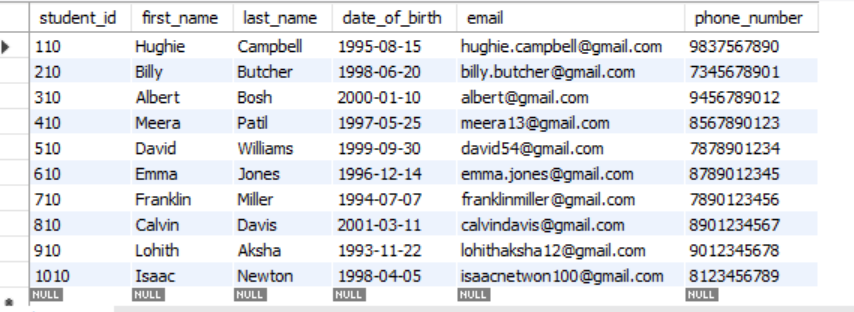 student_id first_name last_name date_of_birth email phone_number
110 Hughie Campbell 1995-08-15 hughie.campbell@gmail.com 9837567890
210 Billy Butcher 1998-06-20 billy.butcher@gmail.com 7345678901
310 Albert Bosh 2000-01-10 albert@gmail.com 9456789012
410 Meera Patil 1997-05-25 meera13@gmail.com 8567890123
510 David Williams 1999-09-30 david54@gmail.com 7878901234
610 Emma Jones 1996-12-14 emma.jones@gmail.com 8789012345
710 Franklin Miller 1994-07-07 franklinmiller@gmail.com 7890123456
810 Calvin Davis 2001-03-11 calvindavis@gmail.com 8901234567
910 Lohith Aksha 1993-11-22 lohithaksha12@gmail.com 9012345678
1010 Isaac Newton 1998-04-05 isaacnetwon100@gmail.com 8123456789
NULL NULL NULL NULL NULL NULL